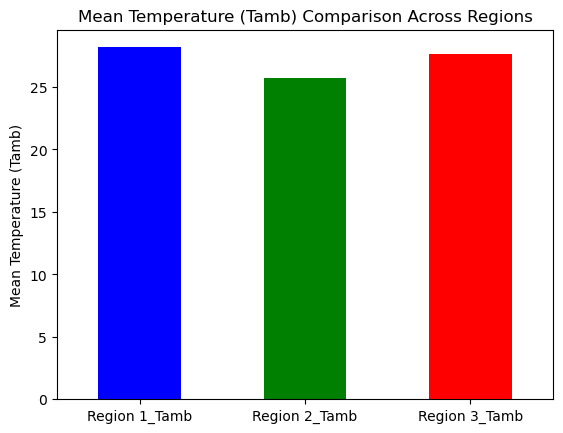 Mean Temperature (Tamb) Comparison Across Regions
Mean Temperature (Tamb)
25
20
15
10
5
0
Region 1_Tamb Region 2_Tamb Region 3_Tamb